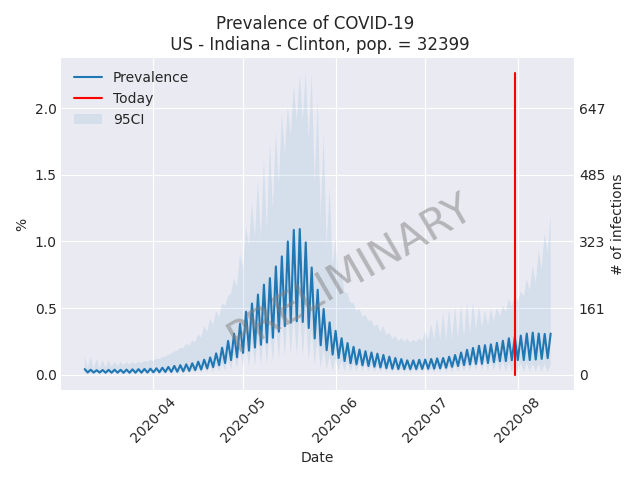 Prevalence of COVID-19
US - Indiana - Clinton, pop. = 32399
Prevalence
Today
95CI
PRELIMINARY
%
2.0
1.5
1.0
0.5
0.0
647
485
323
161
0
# of infections
2020-04
2020-05
2020-06
2020-07
2020-08
Date